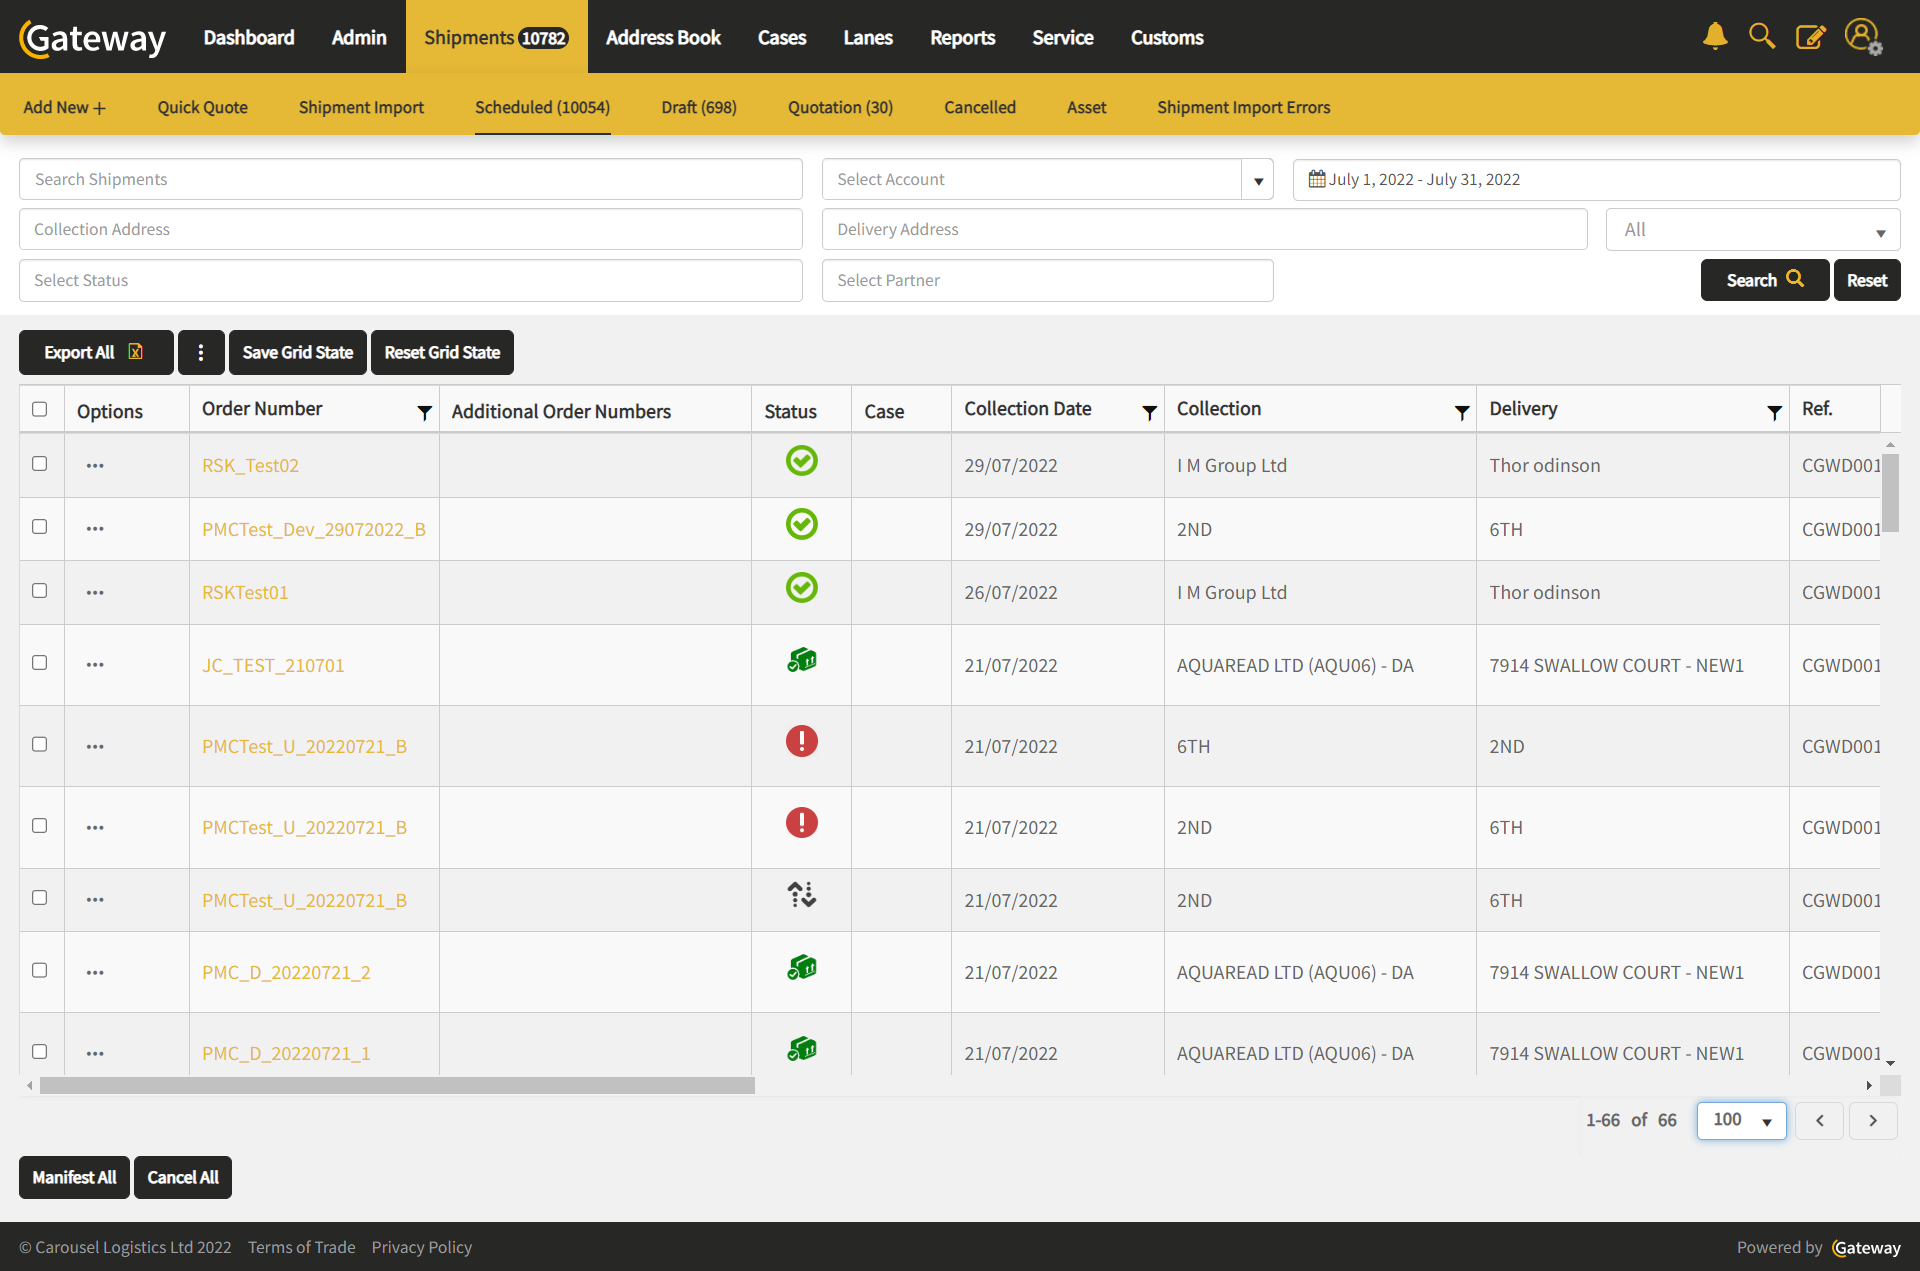 Gateway Dashboard Admin Shipments 10782 Address Book Cases Lanes Reports Service Customs
Add New + Quick Quote Shipment Import Scheduled (10054) Draft (698) Quotation (30) Cancelled Asset Shipment Import Errors
Search Shipments Select Account July 1, 2022 - July 31, 2022
Collection Address Delivery Address All
Select Status Select Partner Search Reset
Export All Save Grid State Reset Grid State
Options Order Number Additional Order Numbers Status Case Collection Date Collection Delivery Ref.
RSK_Test02 29/07/2022 I M Group Ltd Thor odinson CGWD001
PMCTest_Dev_29072022_B 29/07/2022 2ND 6TH CGWD001
RSKTest01 26/07/2022 I M Group Ltd Thor odinson CGWD001
JC_TEST_210701 21/07/2022 AQUAREAD LTD (AQU06) - DA 7914 SWALLOW COURT - NEW1 CGWD001
PMCTest_U_20220721_B 21/07/2022 6TH 2ND CGWD001
PMCTest_U_20220721_B 21/07/2022 2ND 6TH CGWD001
PMCTest_U_20220721_B 21/07/2022 2ND 6TH CGWD001
PMC_D_20220721_2 21/07/2022 AQUAREAD LTD (AQU06) - DA 7914 SWALLOW COURT - NEW1 CGWD001
PMC_D_20220721_1 21/07/2022 AQUAREAD LTD (AQU06) - DA 7914 SWALLOW COURT - NEW1 CGWD001
1-66 of 66 100
Manifest All Cancel All
© Carousel Logistics Ltd 2022 Terms of Trade Privacy Policy Powered by Gateway